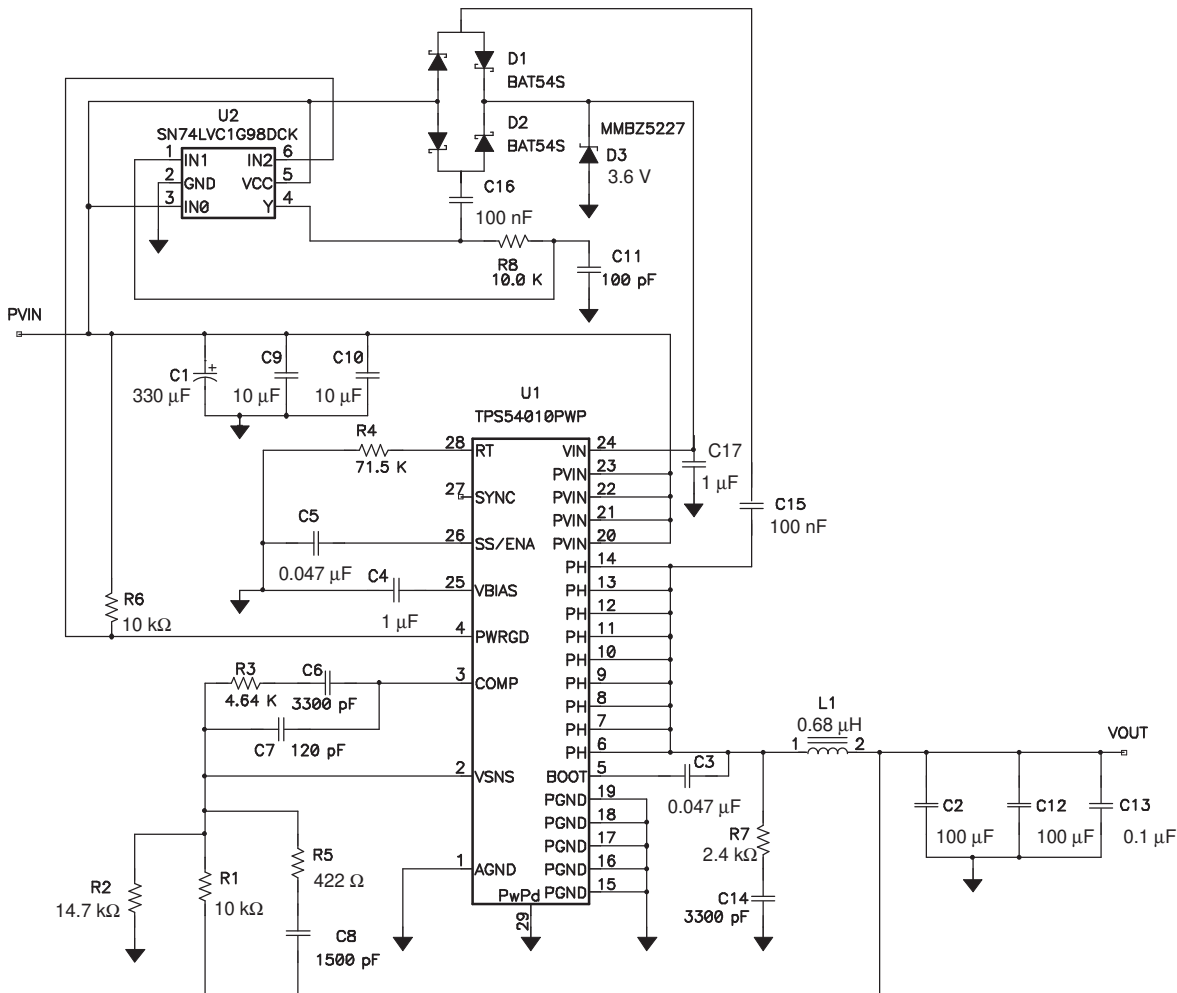 D1
BAT54S
U2
SN74LVC1G98DCK
1 IN1 IN2 6
2 GND VCC 5
3 IN0 Y 4
D2
BAT54S
MMBZ5227
D3
3.6 V
C16
100 nF
R8
10.0 K
C11
100 pF
PVIN
C1
330 µF
C9
10 µF
C10
10 µF
U1
TPS54010PWP
R4
71.5 K
28 RT
27 SYNC
C5
0.047 µF
26 SS/ENA
C4
1 µF
25 VBIAS
R6
10 kΩ
4 PWRGD
R3
4.64 K
C6
3300 pF
3 COMP
C7 120 pF
2 VSNS
1 AGND
PwPd
29
VIN 24
PVIN 23
PVIN 22
PVIN 21
PVIN 20
PH 14
PH 13
PH 12
PH 11
PH 10
PH 9
PH 8
PH 7
PH 6
BOOT 5
PGND 19
PGND 18
PGND 17
PGND 16
PGND 15
C17
1 µF
C15
100 nF
C3
0.047 µF
L1
0.68 µH
1 2
VOUT
R7
2.4 kΩ
C14
3300 pF
C2
100 µF
C12
100 µF
C13
0.1 µF
R2
14.7 kΩ
R1
10 kΩ
R5
422 Ω
C8
1500 pF